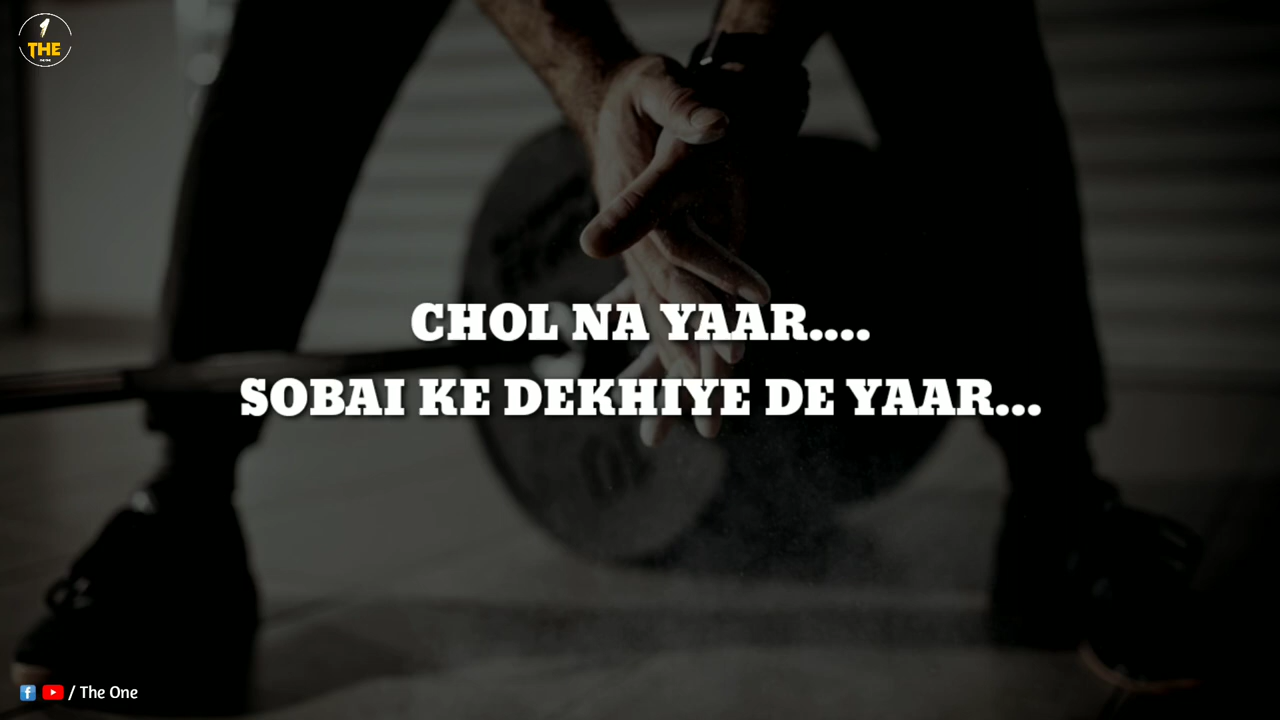 THE
CHOL NA YAAR....
SOBAI KE DEKHIYE DE YAAR...
/ The One